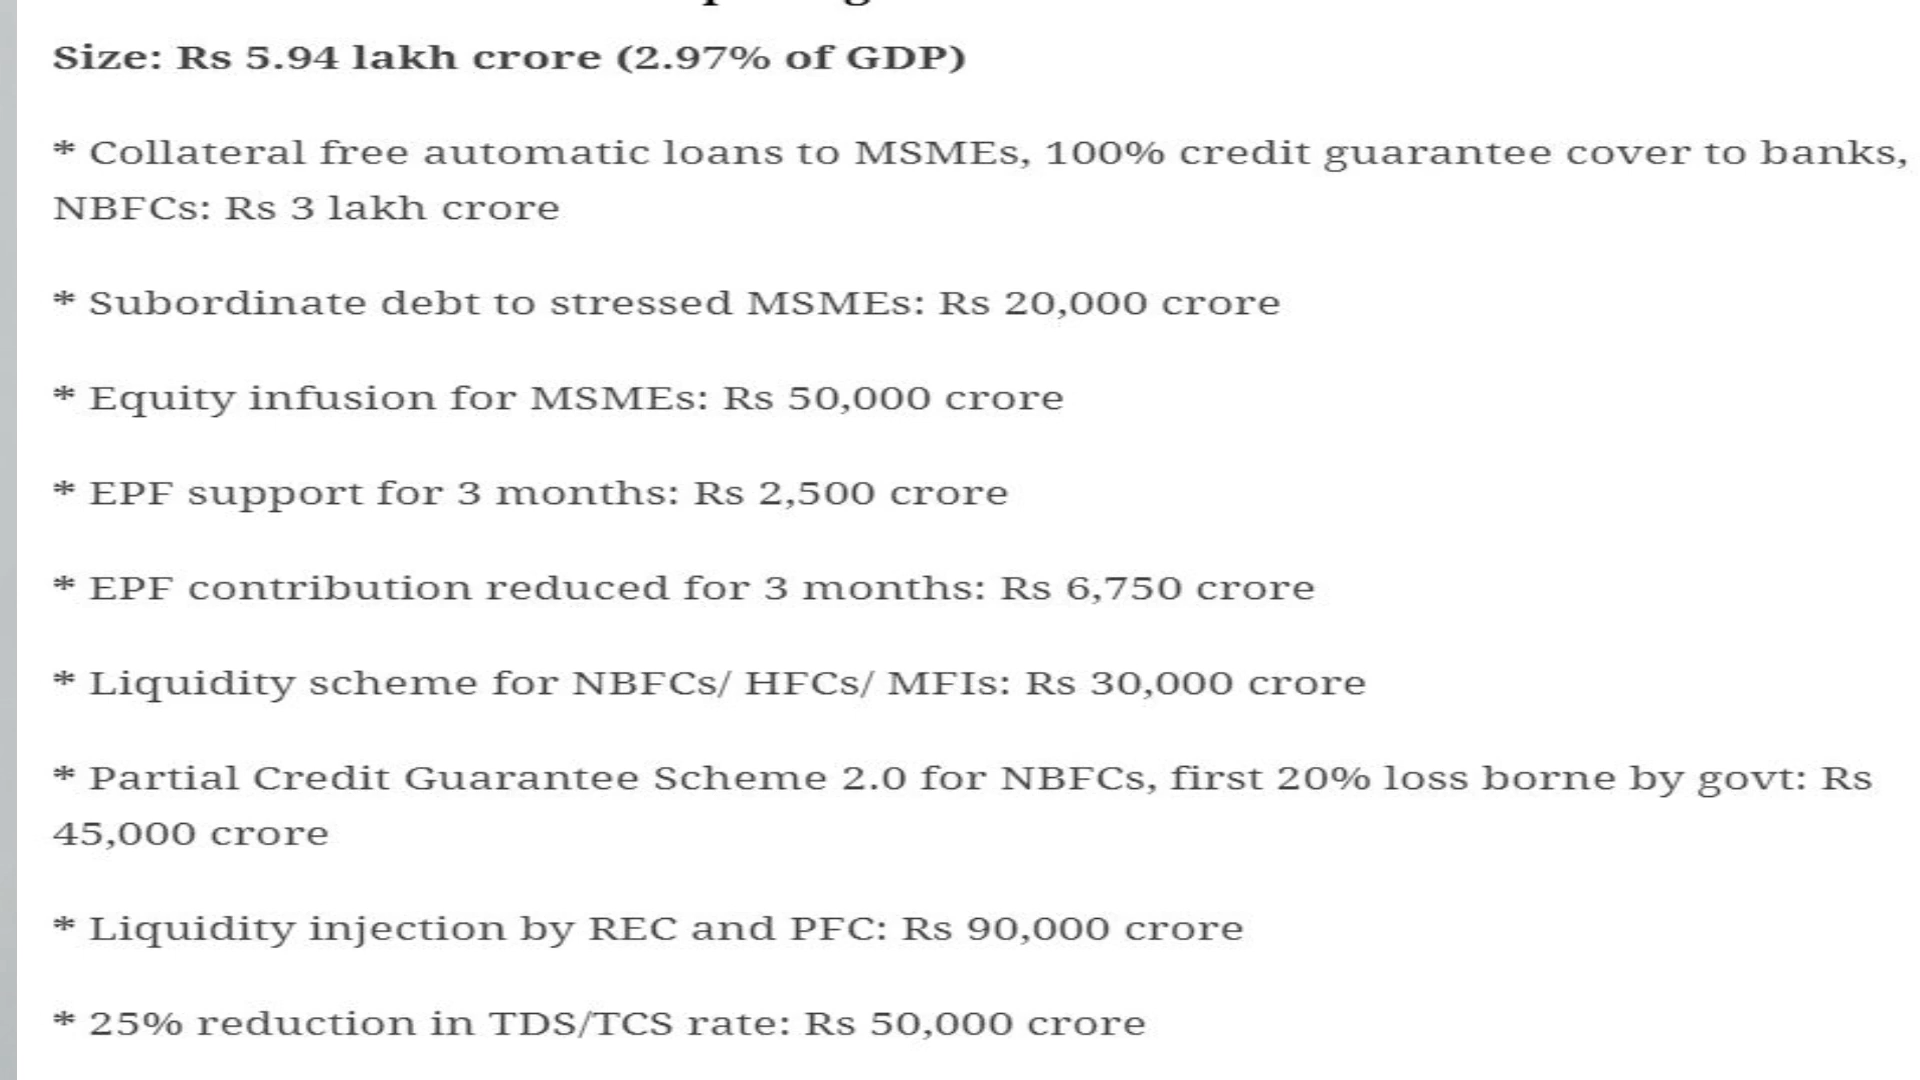 Size: Rs 5.94 lakh crore (2.97% of GDP)
* Collateral free automatic loans to MSMEs, 100% credit guarantee cover to banks,
NBFCs: Rs 3 lakh crore
* Subordinate debt to stressed MSMEs: Rs 20,000 crore
* Equity infusion for MSMEs: Rs 50,000 crore
* EPF support for 3 months: Rs 2,500 crore
* EPF contribution reduced for 3 months: Rs 6,750 crore
* Liquidity scheme for NBFCs/ HFCs/ MFIs: Rs 30,000 crore
* Partial Credit Guarantee Scheme 2.0 for NBFCs, first 20% loss borne by govt: Rs
45,000 crore
* Liquidity injection by REC and PFC: Rs 90,000 crore
* 25% reduction in TDS/TCS rate: Rs 50,000 crore